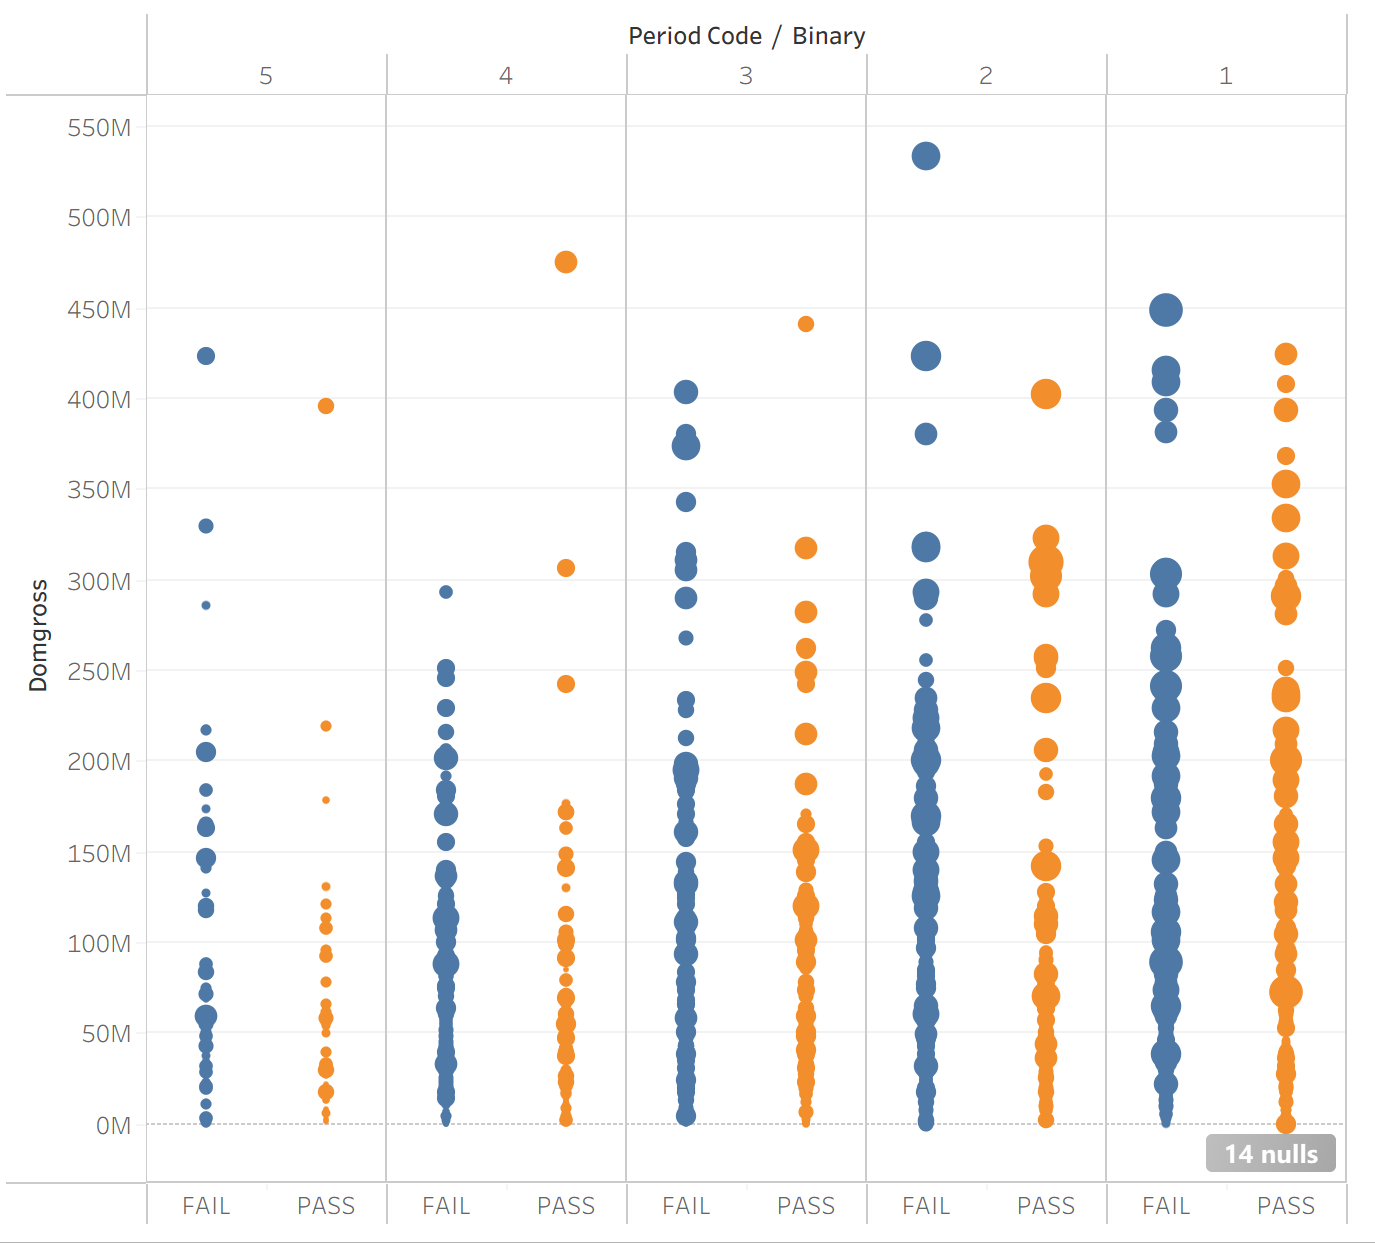 Period Code / Binary
5 4 3 2 1
550M
500M
450M
400M
350M
300M
250M
200M
150M
100M
50M
0M
Domgross
14 nulls
FAIL PASS FAIL PASS FAIL PASS FAIL PASS FAIL PASS